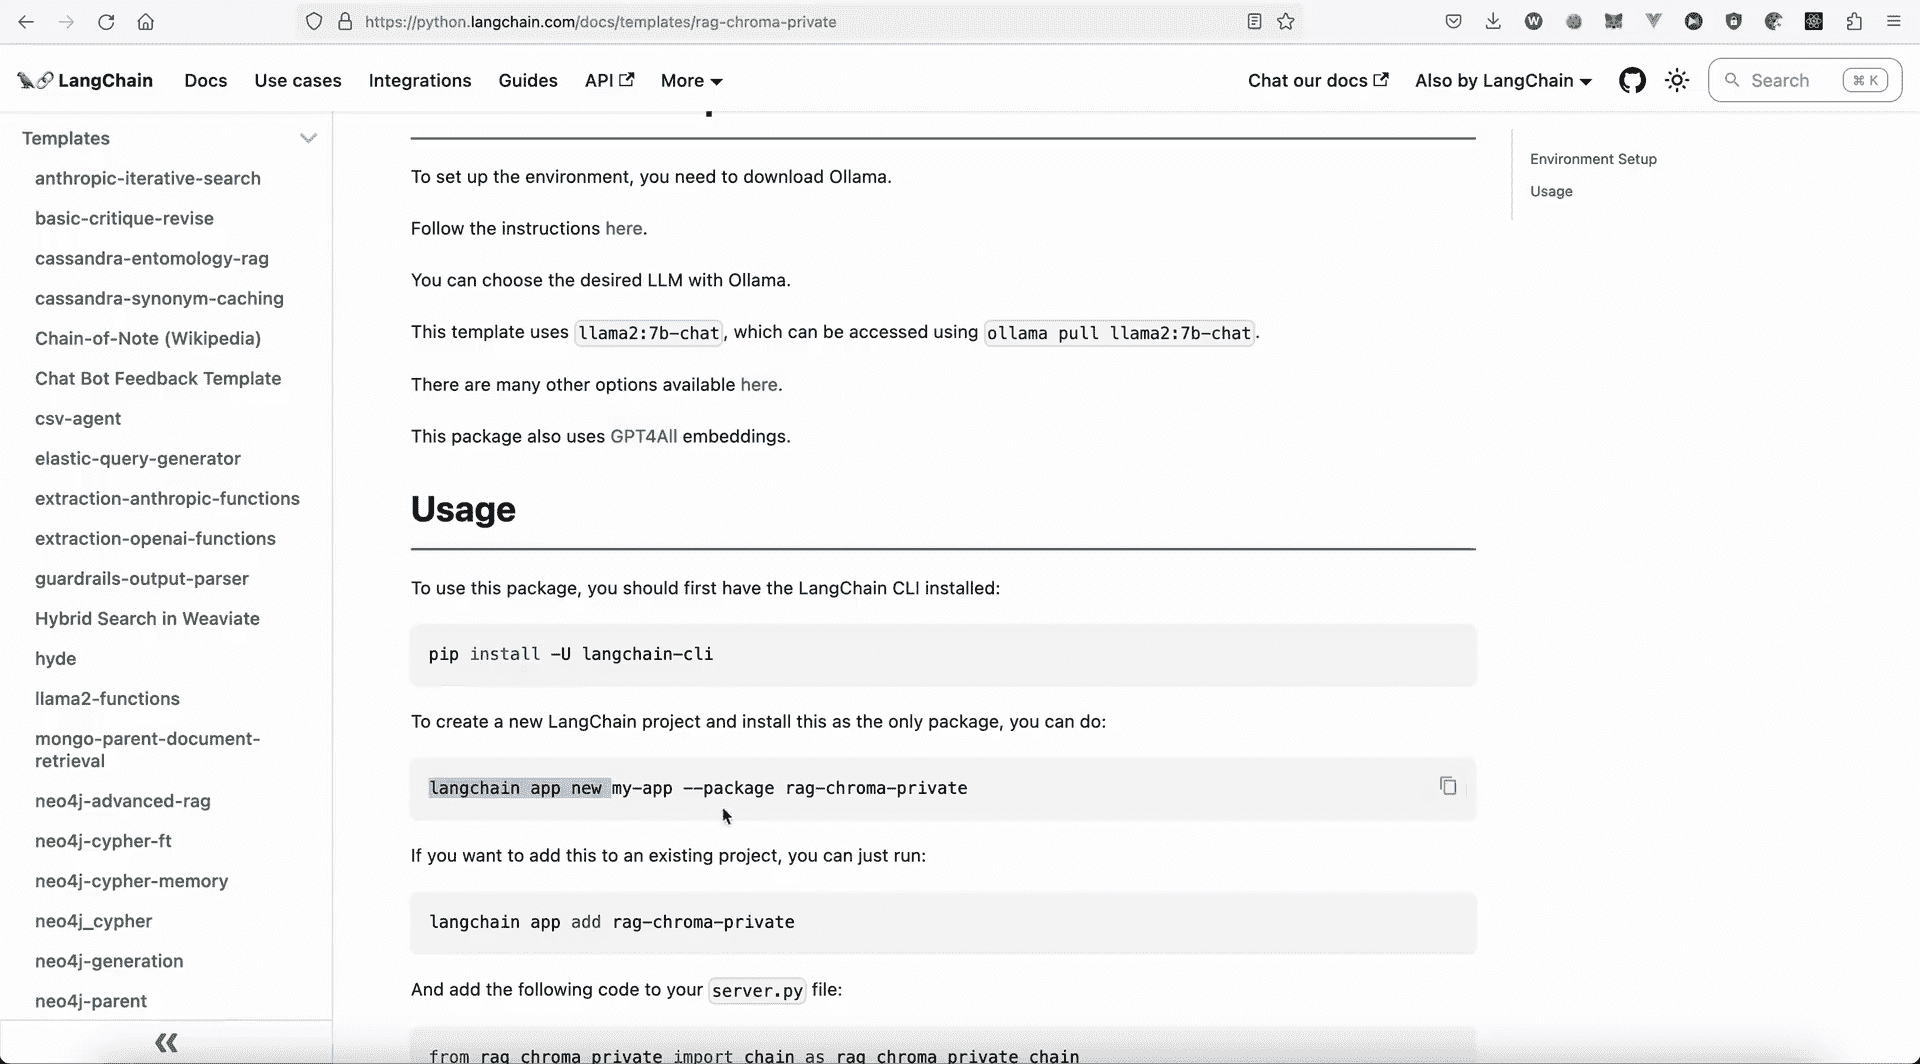 https://python.langchain.com/docs/templates/rag-chroma-private
LangChain Docs Use cases Integrations Guides API More Chat our docs Also by LangChain Search ⌘ K
Templates
anthropic-iterative-search
basic-critique-revise
cassandra-entomology-rag
cassandra-synonym-caching
Chain-of-Note (Wikipedia)
Chat Bot Feedback Template
csv-agent
elastic-query-generator
extraction-anthropic-functions
extraction-openai-functions
guardrails-output-parser
Hybrid Search in Weaviate
hyde
llama2-functions
mongo-parent-document-
retrieval
neo4j-advanced-rag
neo4j-cypher-ft
neo4j-cypher-memory
neo4j_cypher
neo4j-generation
neo4j-parent
To set up the environment, you need to download Ollama.
Follow the instructions here.
You can choose the desired LLM with Ollama.
This template uses llama2:7b-chat, which can be accessed using ollama pull llama2:7b-chat.
There are many other options available here.
This package also uses GPT4All embeddings.
Usage
To use this package, you should first have the LangChain CLI installed:
pip install -U langchain-cli
To create a new LangChain project and install this as the only package, you can do:
langchain app new my-app --package rag-chroma-private
If you want to add this to an existing project, you can just run:
langchain app add rag-chroma-private
And add the following code to your server.py file:
from rag_chroma_private import chain as rag_chroma_private_chain
Environment Setup
Usage